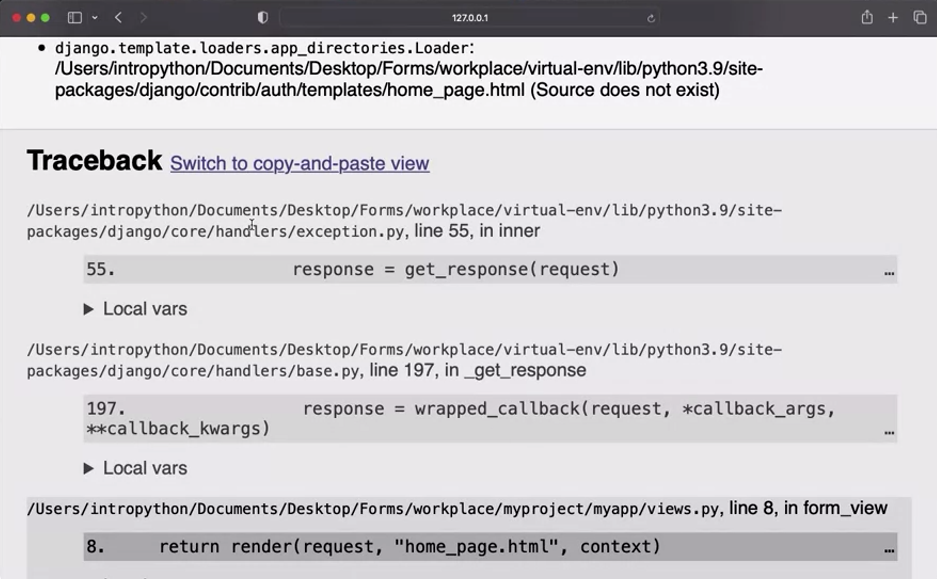 127.0.0.1
• django.template.loaders.app_directories.Loader:
/Users/intropython/Documents/Desktop/Forms/workplace/virtual-env/lib/python3.9/site-
packages/django/contrib/auth/templates/home_page.html (Source does not exist)
Traceback Switch to copy-and-paste view
/Users/intropython/Documents/Desktop/Forms/workplace/virtual-env/lib/python3.9/site-
packages/django/core/handlers/exception.py, line 55, in inner
55. response = get_response(request) …
▶ Local vars
/Users/intropython/Documents/Desktop/Forms/workplace/virtual-env/lib/python3.9/site-
packages/django/core/handlers/base.py, line 197, in _get_response
197. response = wrapped_callback(request, *callback_args,
**callback_kwargs) …
▶ Local vars
/Users/intropython/Documents/Desktop/Forms/workplace/myproject/myapp/views.py, line 8, in form_view
8. return render(request, "home_page.html", context) …